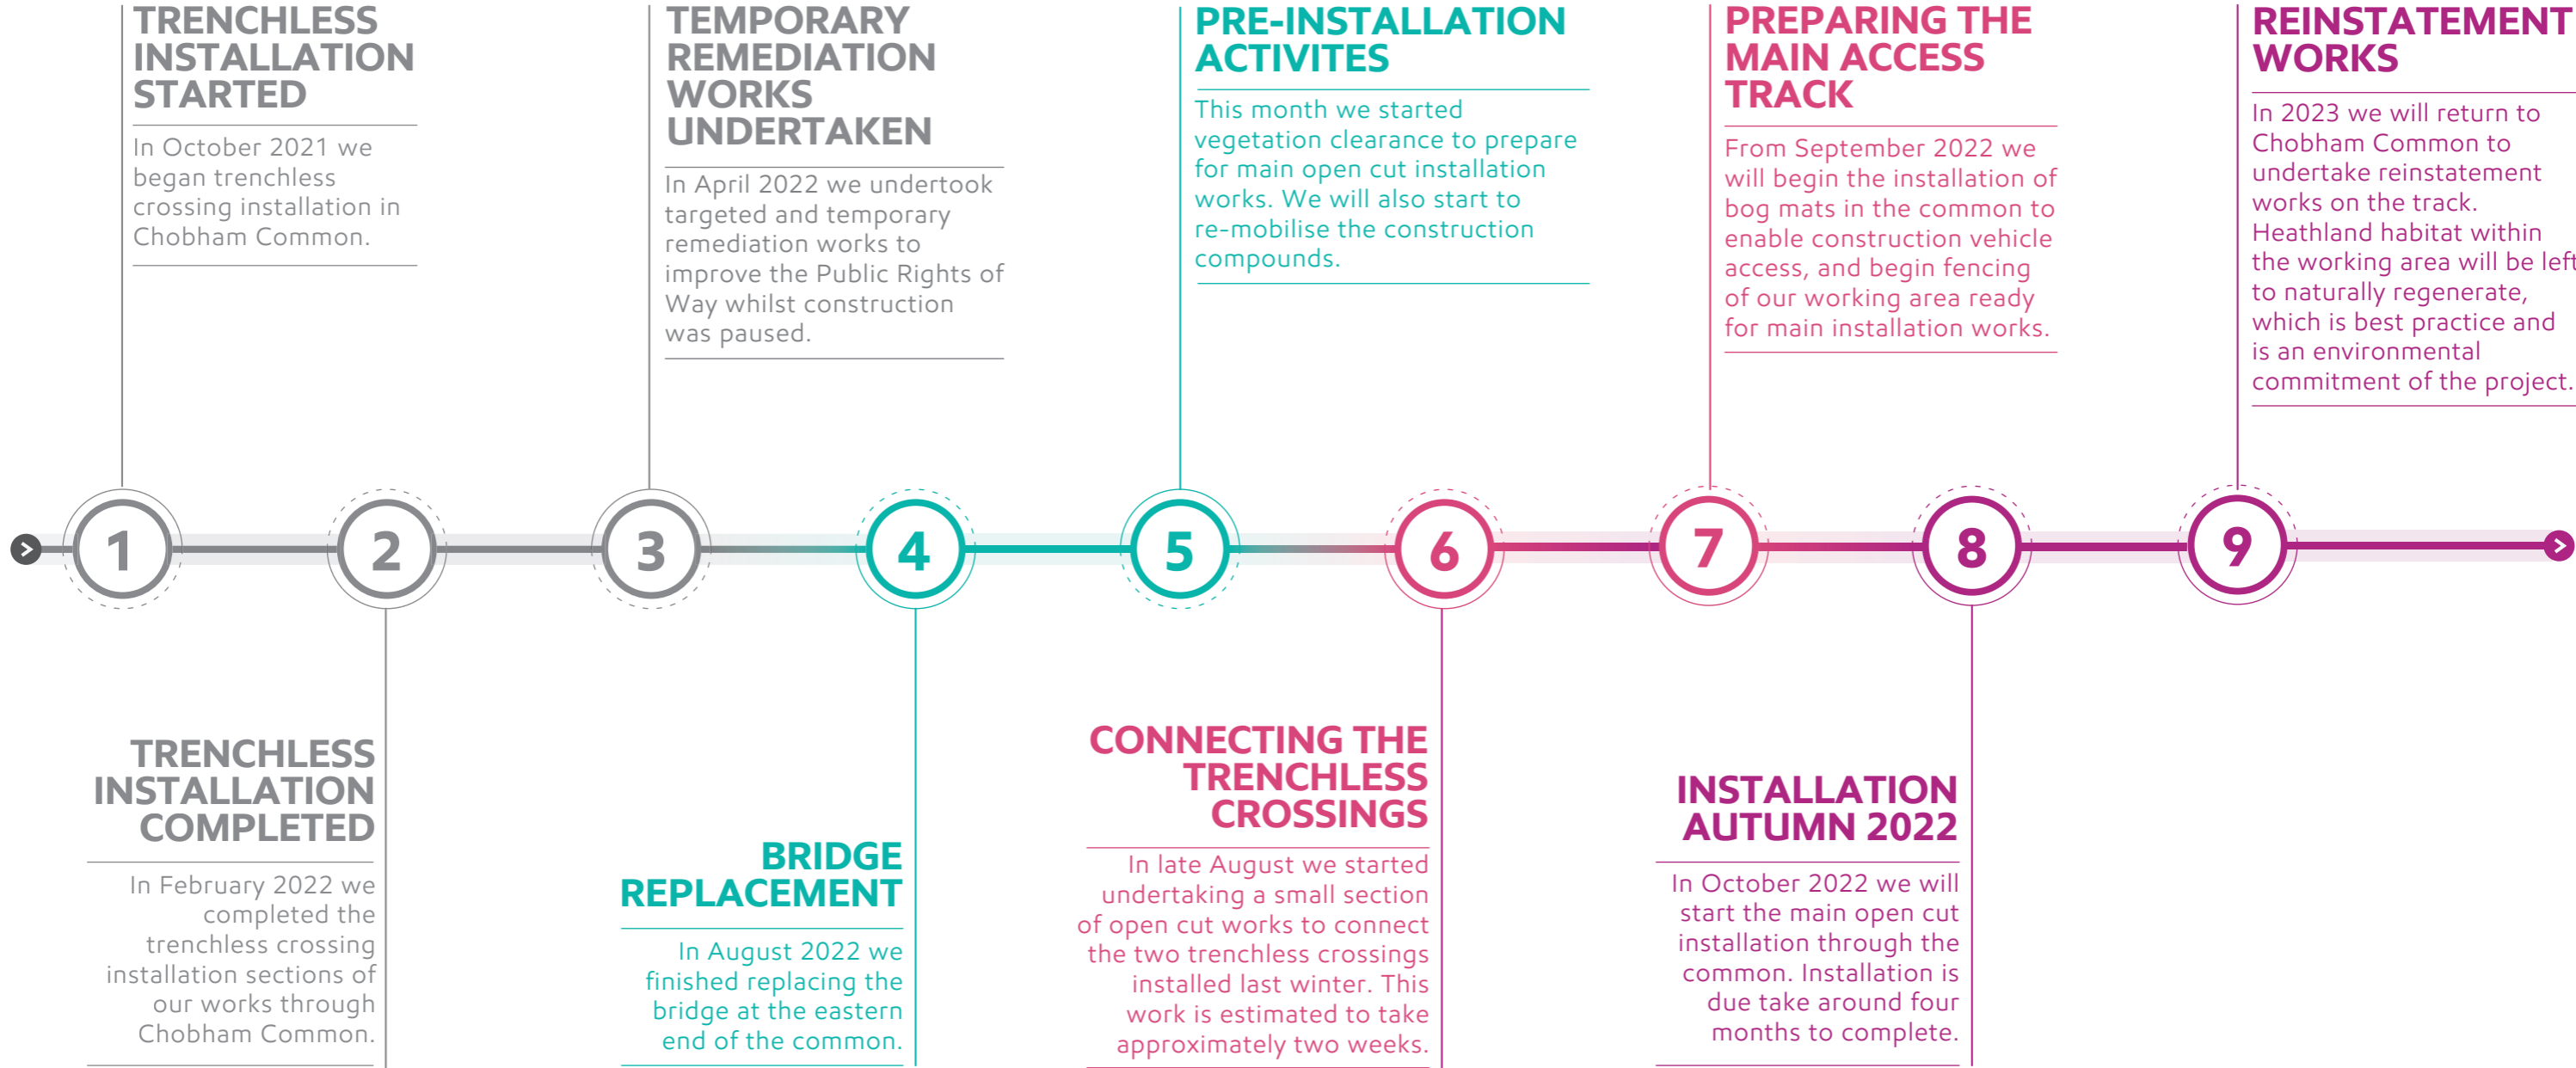 TRENCHLESS
INSTALLATION
STARTED
In October 2021 we
began trenchless
crossing installation in
Chobham Common.
TEMPORARY
REMEDIATION
WORKS
UNDERTAKEN
In April 2022 we undertook
targeted and temporary
remediation works to
improve the Public Rights of
Way whilst construction
was paused.
PRE-INSTALLATION
ACTIVITES
This month we started
vegetation clearance to prepare
for main open cut installation
works. We will also start to
re-mobilise the construction
compounds.
PREPARING THE
MAIN ACCESS
TRACK
From September 2022 we
will begin the installation of
bog mats in the common to
enable construction vehicle
access, and begin fencing
of our working area ready
for main installation works.
REINSTATEMENT
WORKS
In 2023 we will return to
Chobham Common to
undertake reinstatement
works on the track.
Heathland habitat within
the working area will be left
to naturally regenerate,
which is best practice and
is an environmental
commitment of the project.
1
2
3
4
5
6
7
8
9
TRENCHLESS
INSTALLATION
COMPLETED
In February 2022 we
completed the
trenchless crossing
installation sections of
our works through
Chobham Common.
BRIDGE
REPLACEMENT
In August 2022 we
finished replacing the
bridge at the eastern
end of the common.
CONNECTING THE
TRENCHLESS
CROSSINGS
In late August we started
undertaking a small section
of open cut works to connect
the two trenchless crossings
installed last winter. This
work is estimated to take
approximately two weeks.
INSTALLATION
AUTUMN 2022
In October 2022 we will
start the main open cut
installation through the
common. Installation is
due take around four
months to complete.